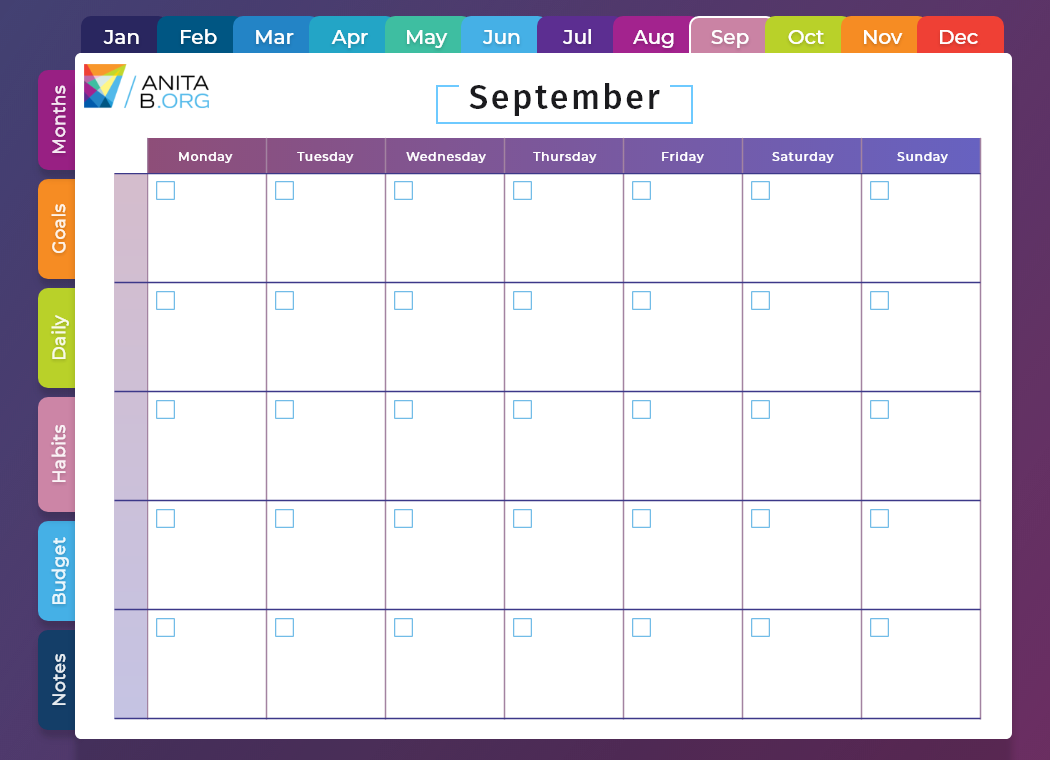 Jan Feb Mar Apr May Jun Jul Aug Sep Oct Nov Dec
ANITA
B.ORG
September
Monday Tuesday Wednesday Thursday Friday Saturday Sunday
Months
Goals
Daily
Habits
Budget
Notes